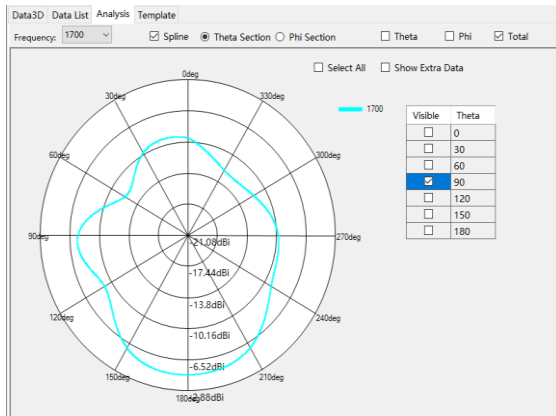 Data3D Data List Analysis Template
Frequency: 1700 Spline Theta Section Phi Section Theta Phi Total
Select All Show Extra Data
1700
Visible Theta
0
30
60
90
120
150
180
0deg
30deg
330deg
60deg
300deg
90deg
270deg
120deg
240deg
150deg
210deg
180deg
-21.08dBi
-17.44dBi
-13.8dBi
-10.16dBi
-6.52dBi
-2.88dBi